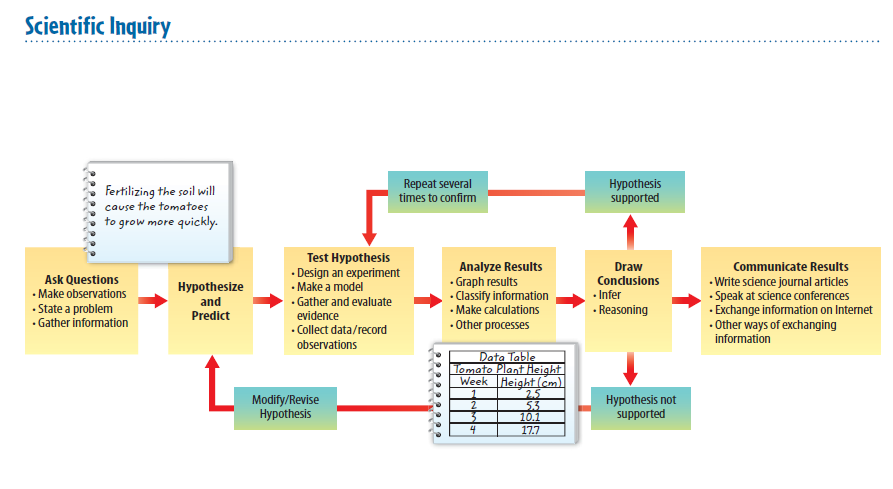 Scientific Inquiry
Fertilizing the soil will
cause the tomatoes
to grow more quickly.
Repeat several
times to confirm
Hypothesis
supported
Ask Questions
• Make observations
• State a problem
• Gather information
Hypothesize
and
Predict
Test Hypothesis
• Design an experiment
• Make a model
• Gather and evaluate
evidence
• Collect data/record
observations
Analyze Results
• Graph results
• Classify information
• Make calculations
• Other processes
Draw
Conclusions
• Infer
• Reasoning
Communicate Results
• Write science journal articles
• Speak at science conferences
• Exchange information on Internet
• Other ways of exchanging
information
Modify/Revise
Hypothesis
Data Table
Tomato Plant Height
Week Height (cm)
1 2.5
2 5.3
3 10.1
4 17.7
Hypothesis not
supported